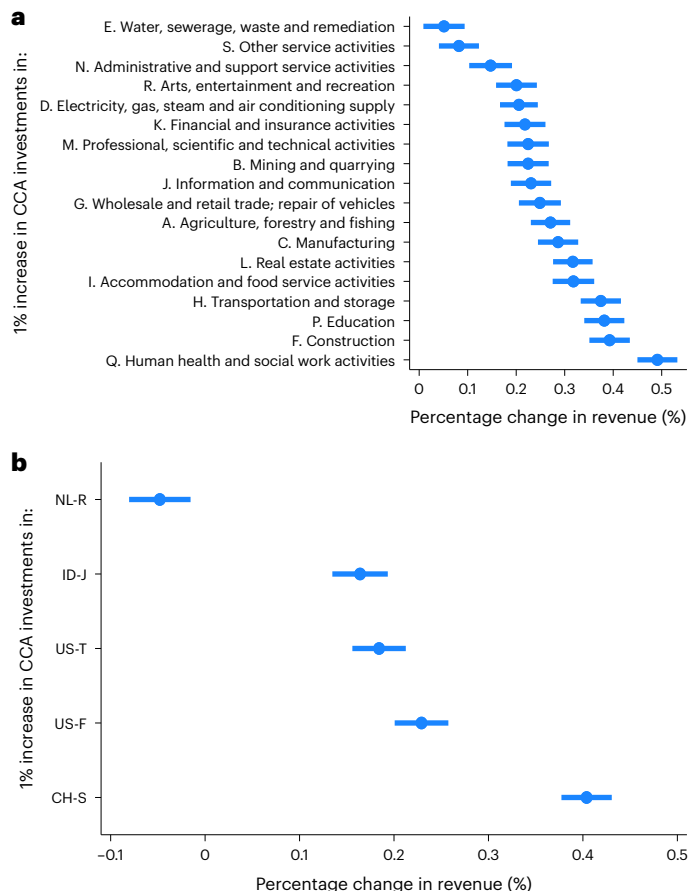 a
1% increase in CCA investments in:
E. Water, sewerage, waste and remediation
S. Other service activities
N. Administrative and support service activities
R. Arts, entertainment and recreation
D. Electricity, gas, steam and air conditioning supply
K. Financial and insurance activities
M. Professional, scientific and technical activities
B. Mining and quarrying
J. Information and communication
G. Wholesale and retail trade; repair of vehicles
A. Agriculture, forestry and fishing
C. Manufacturing
L. Real estate activities
I. Accommodation and food service activities
H. Transportation and storage
P. Education
F. Construction
Q. Human health and social work activities
0 0.1 0.2 0.3 0.4 0.5
Percentage change in revenue (%)
b
1% increase in CCA investments in:
NL-R
ID-J
US-T
US-F
CH-S
–0.1 0 0.1 0.2 0.3 0.4 0.5
Percentage change in revenue (%)